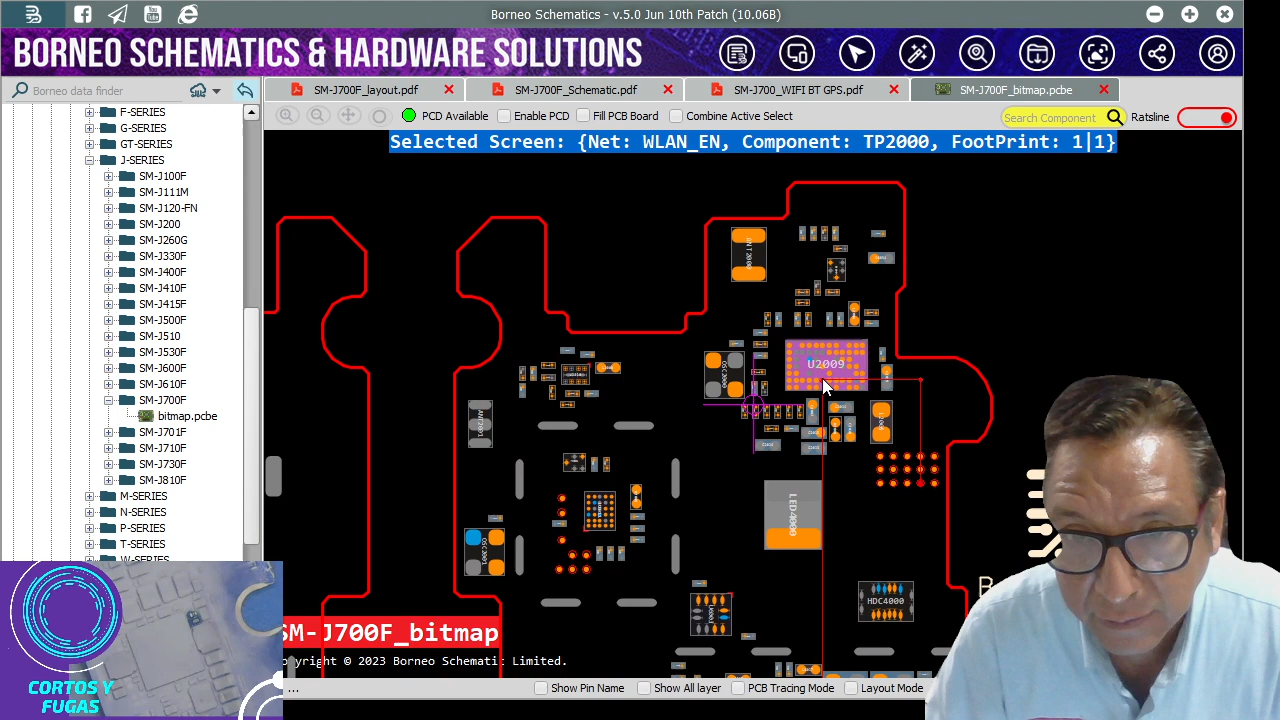 Borneo Schematics - v.5.0 Jun 10th Patch (10.06B)
BORNEO SCHEMATICS & HARDWARE SOLUTIONS
Borneo data finder
SM-J700F_layout.pdf
SM-J700F_Schematic.pdf
SM-J700_WIFI BT GPS.pdf
SM-J700F_bitmap.pcbe
PCD Available
Enable PCD
Fill PCB Board
Combine Active Select
Search Component
Ratsline
Selected Screen: {Net: WLAN_EN, Component: TP2000, FootPrint: 1|1}
F-SERIES
G-SERIES
GT-SERIES
J-SERIES
SM-J100F
SM-J111M
SM-J120-FN
SM-J200
SM-J260G
SM-J330F
SM-J400F
SM-J410F
SM-J415F
SM-J500F
SM-J510
SM-J530F
SM-J600F
SM-J610F
SM-J700F
bitmap.pcbe
SM-J701F
SM-J710F
SM-J730F
SM-J810F
M-SERIES
N-SERIES
P-SERIES
T-SERIES
W-SERIES
ANT2000
U2009
OSC3000
ANT2001
LED4000
OSC3001
HDC4000
SM-J700F_bitmap
opyright © 2023 Borneo Schematic Limited.
CORTOS Y
FUGAS
...
Show Pin Name
Show All layer
PCB Tracing Mode
Layout Mode